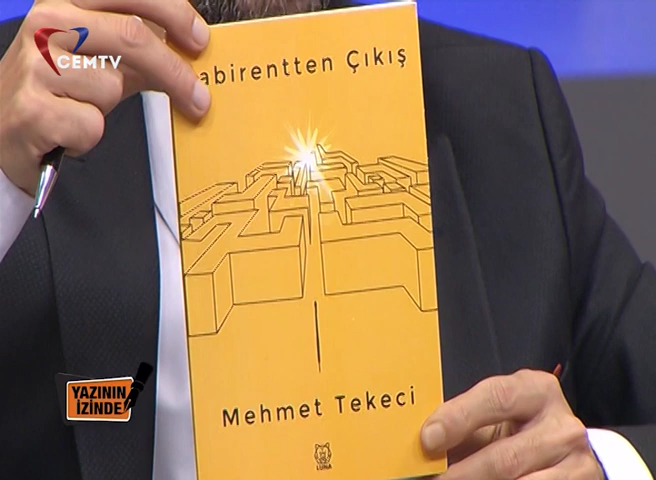 CEMTV
abirentten Çıkış
Mehmet Tekeci
LUNA
YAZININ
İZİNDE